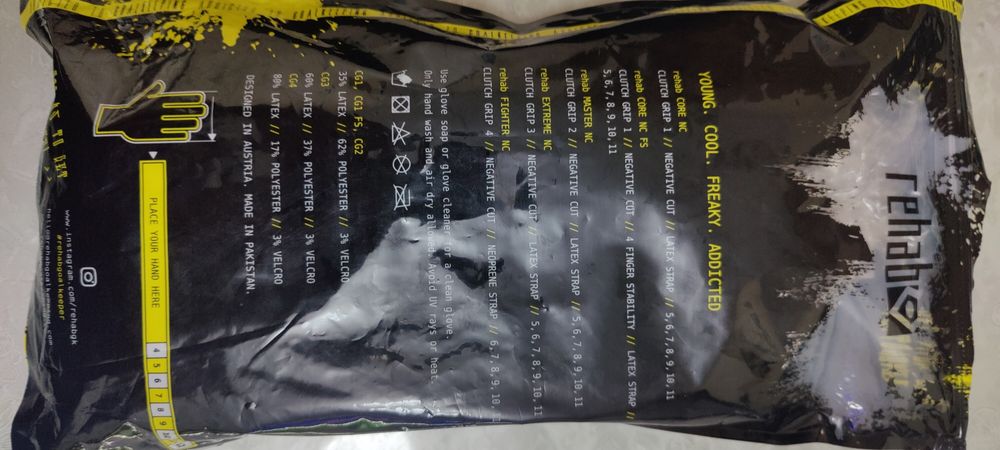 rehab
YOUNG. COOL. FREAKY. ADDICTED
rehab CORE NC
CLUTCH GRIP 1 // NEGATIVE CUT // LATEX STRAP // 5,6,7,8,9,10,11
rehab CORE NC FS
CLUTCH GRIP 1 // NEGATIVE CUT // 4 FINGER STABILITY // LATEX STRAP //
5,6,7,8,9,10,11
rehab MASTER NC
CLUTCH GRIP 2 // NEGATIVE CUT // LATEX STRAP // 5,6,7,8,9,10,11
rehab EXTREME NC
CLUTCH GRIP 3 // NEGATIVE CUT // LATEX STRAP // 5,6,7,8,9,10,11
rehab FIGHTER NC
CLUTCH GRIP 4 // NEGATIVE CUT // NEOPRENE STRAP // 6,7,8,9,10,
Use glove soap or glove cleaner for a clean glove.
Only hand wash and air dry allowed. Avoid UV rays or heat.
CG1, CG1 FS, CG2
35% LATEX // 62% POLYESTER // 3% VELCRO
CG3
60% LATEX // 37% POLYESTER // 3% VELCRO
CG4
80% LATEX // 17% POLYESTER // 3% VELCRO
DESIGNED IN AUSTRIA. MADE IN PAKISTAN.
PLACE YOUR HAND HERE
4 5 6 7 8 9 10
www.instagram.com/rehabgk
#rehabgoalkeeper